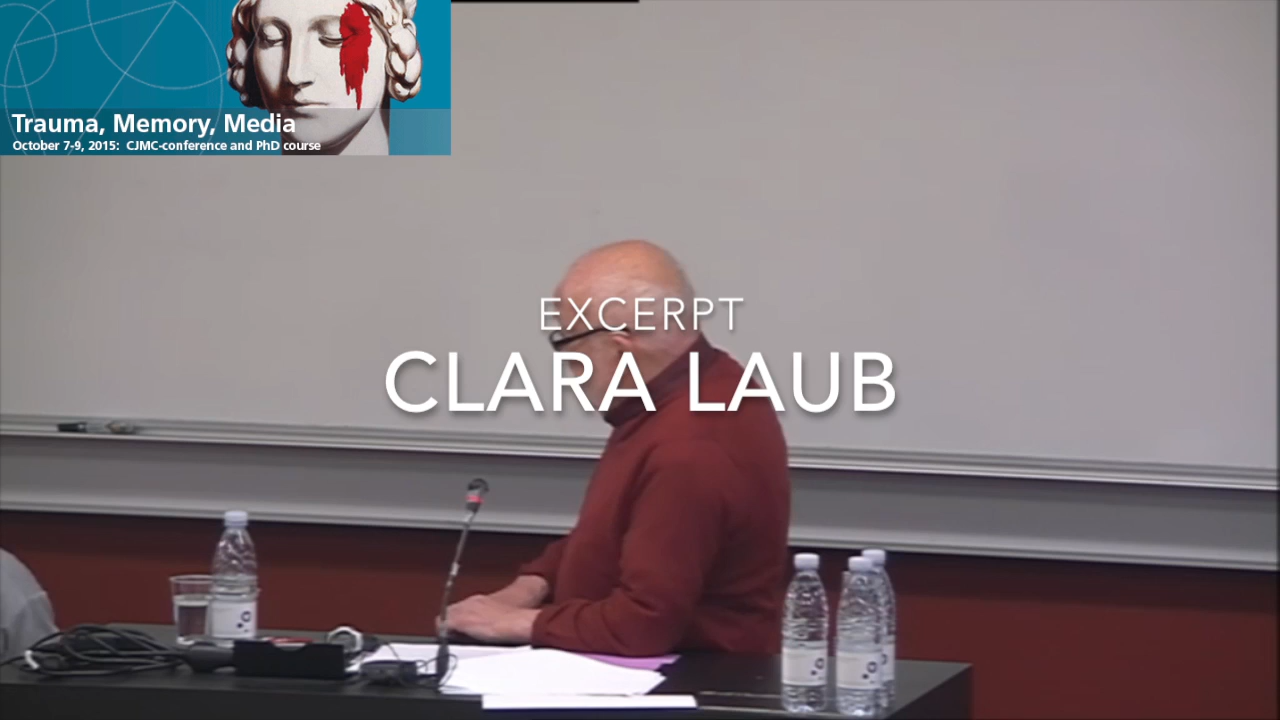 Trauma, Memory, Media
October 7-9, 2015: CJMC-conference and PhD course
EXCERPT
CLARA LAUB